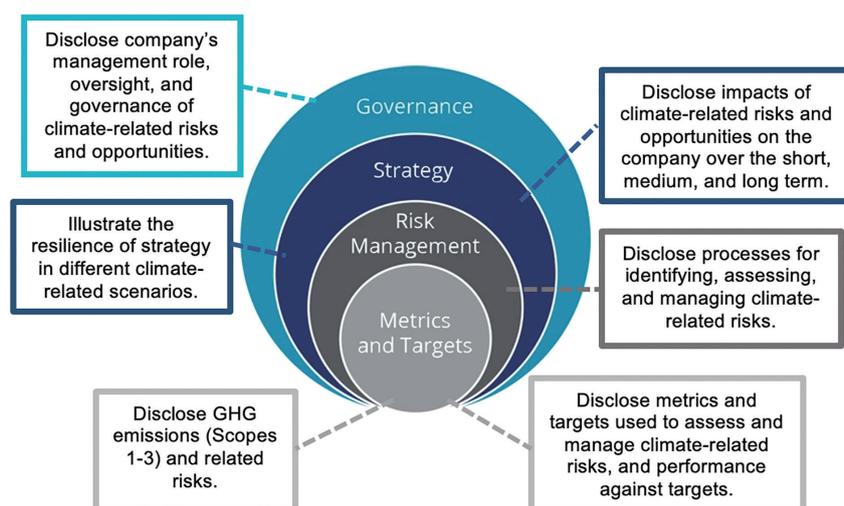 Disclose company's
management role,
oversight, and
governance of
climate-related risks
and opportunities.
Governance
Disclose impacts of
climate-related risks and
opportunities on the
company over the short,
medium, and long term.
Strategy
Illustrate the
resilience of strategy
in different climate-
related scenarios.
Risk
Management
Disclose processes for
identifying, assessing,
and managing climate-
related risks.
Metrics
and Targets
Disclose GHG
emissions (Scopes
1-3) and related
risks.
Disclose metrics and
targets used to assess and
manage climate-related
risks, and performance
against targets.